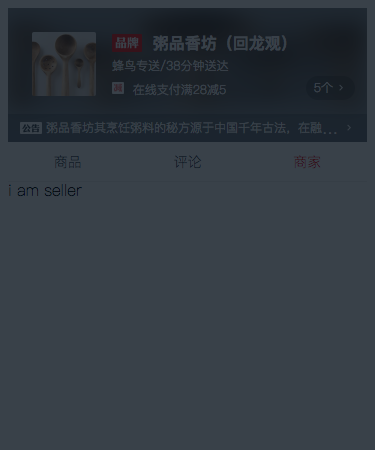 品牌 粥品香坊（回龙观）
蜂鸟专送/38分钟送达
减 在线支付满28减5
5个 >
公告 粥品香坊其烹饪粥料的秘方源于中国千年古法，在融... >
商品 评论 商家
i am seller